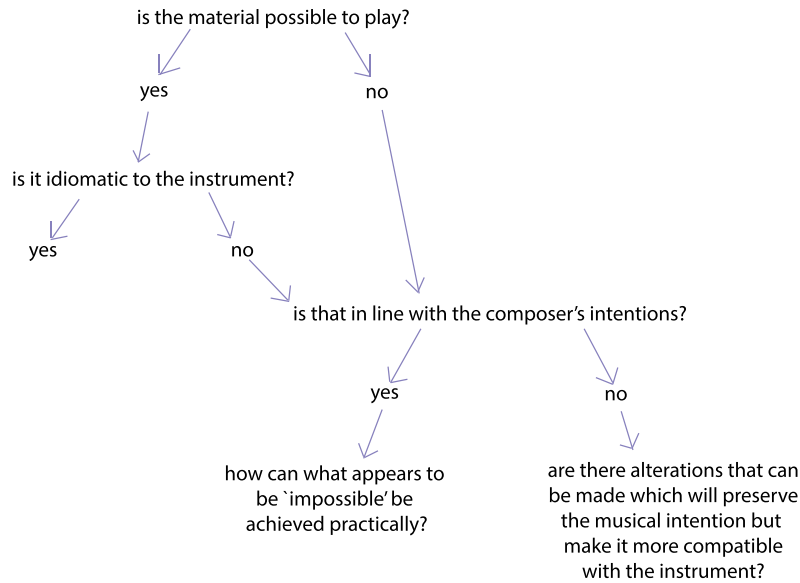 is the material possible to play?
yes
no
is it idiomatic to the instrument?
yes
no
is that in line with the composer’s intentions?
yes
no
how can what appears to
be `impossible’ be
achieved practically?
are there alterations that can
be made which will preserve
the musical intention but
make it more compatible
with the instrument?